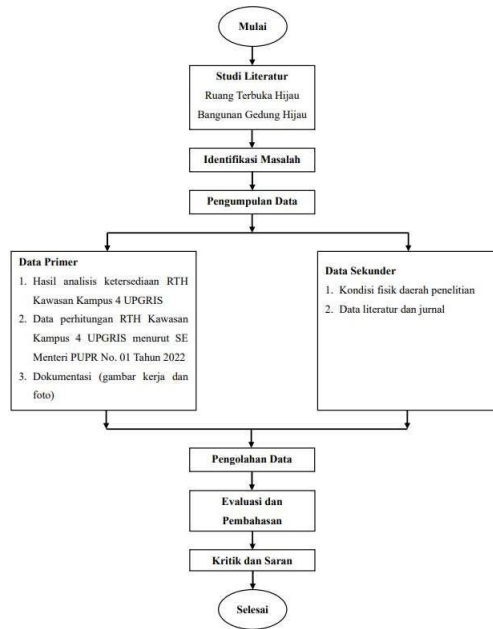 Mulai
Studi Literatur
Ruang Terbuka Hijau
Bangunan Gedung Hijau
Identifikasi Masalah
Pengumpulan Data
Data Primer
1. Hasil analisis ketersediaan RTH
Kawasan Kampus 4 UPGRIS
2. Data perhitungan RTH Kawasan
Kampus 4 UPGRIS menurut SE
Menteri PUPR No. 01 Tahun 2022
3. Dokumentasi (gambar kerja dan
foto)
Data Sekunder
1. Kondisi fisik daerah penelitian
2. Data literatur dan jurnal
Pengolahan Data
Evaluasi dan
Pembahasan
Kritik dan Saran
Selesai